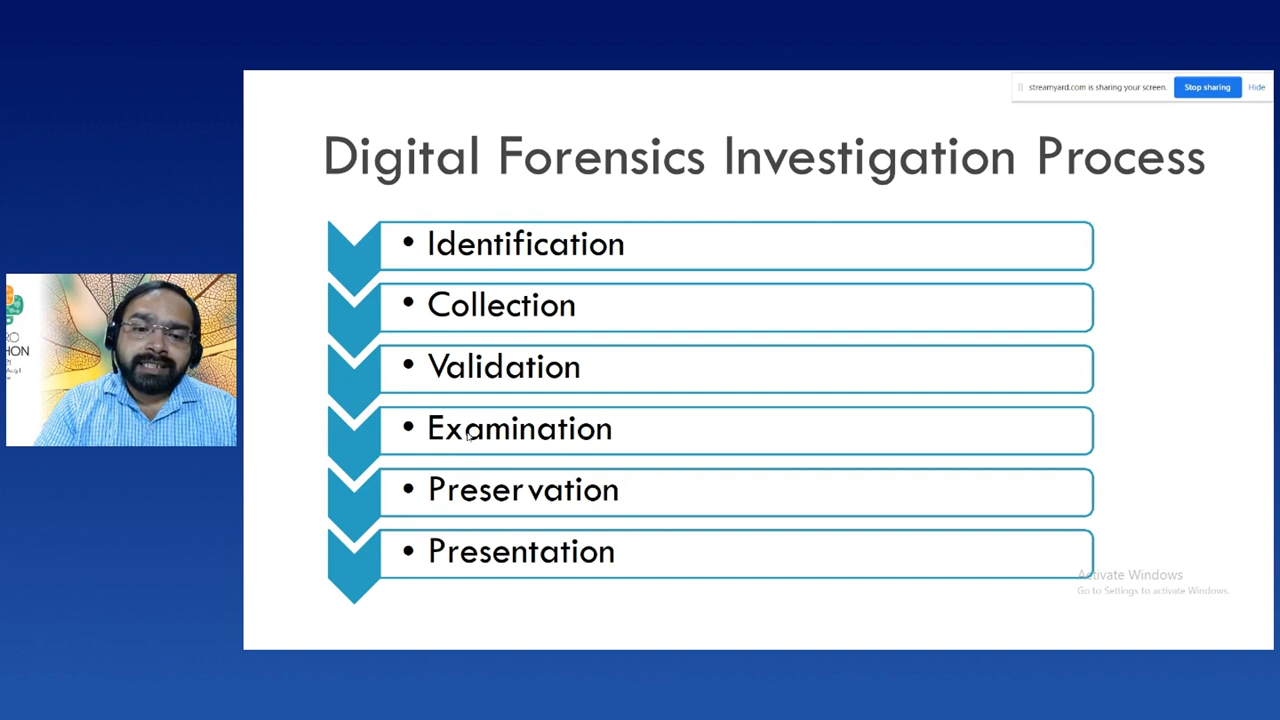 streamyard.com is sharing your screen.
Stop sharing
Hide
Digital Forensics Investigation Process
• Identification
• Collection
• Validation
• Examination
• Preservation
• Presentation
Activate Windows
Go to Settings to activate Windows.